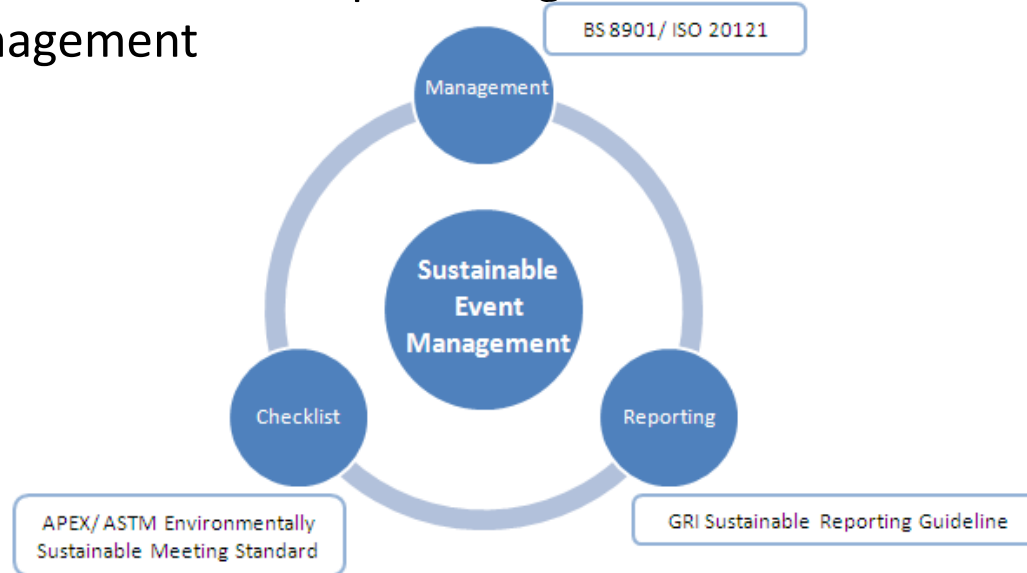 nagement
BS 8901/ ISO 20121
Management
Sustainable
Event
Management
Checklist
Reporting
APEX/ ASTM Environmentally
Sustainable Meeting Standard
GRI Sustainable Reporting Guideline